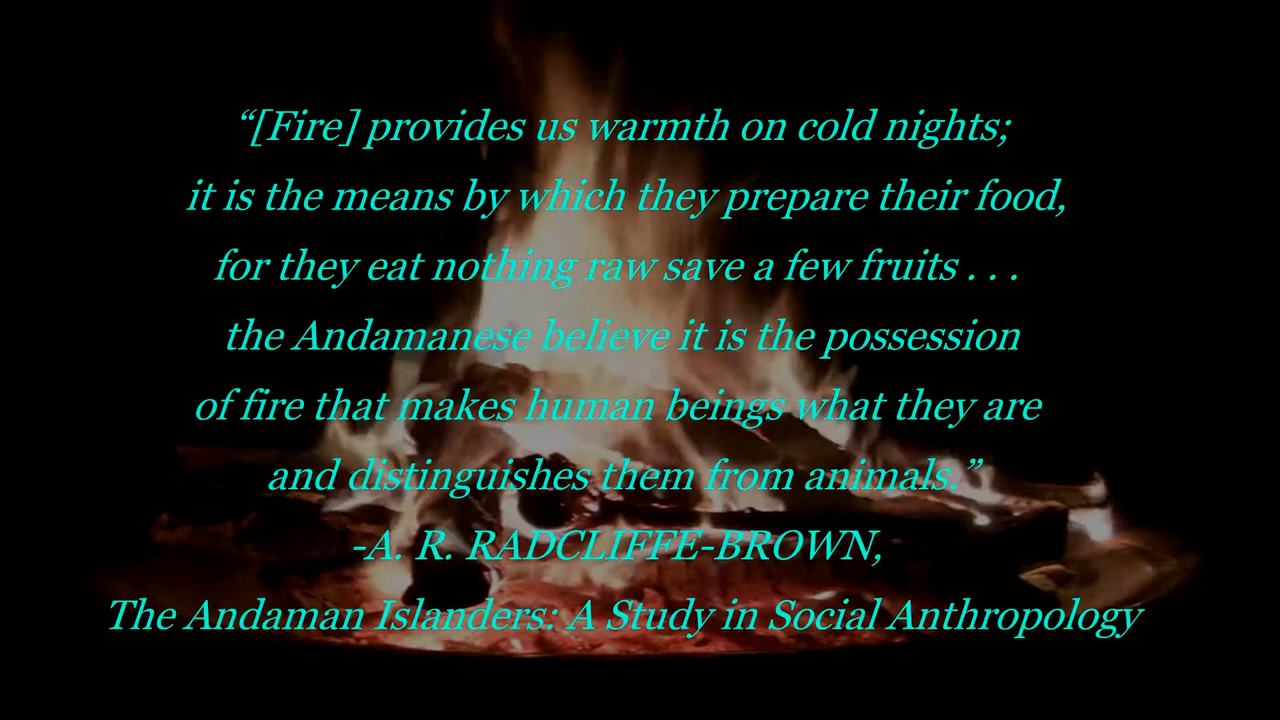 “[Fire] provides us warmth on cold nights;
it is the means by which they prepare their food,
for they eat nothing raw save a few fruits . . .
the Andamanese believe it is the possession
of fire that makes human beings what they are
and distinguishes them from animals.”
-A. R. RADCLIFFE-BROWN,
The Andaman Islanders: A Study in Social Anthropology